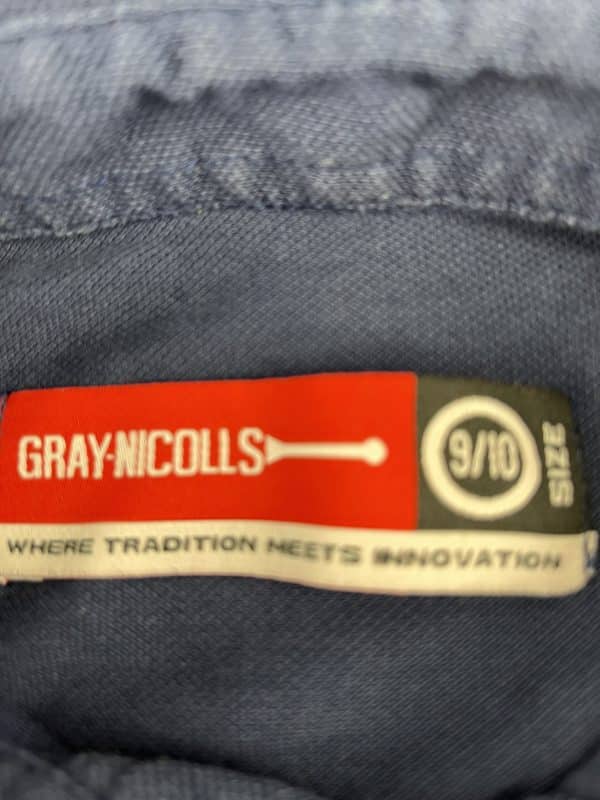 GRAY-NICOLLS
9/10
SIZE
WHERE TRADITION MEETS INNOVATION